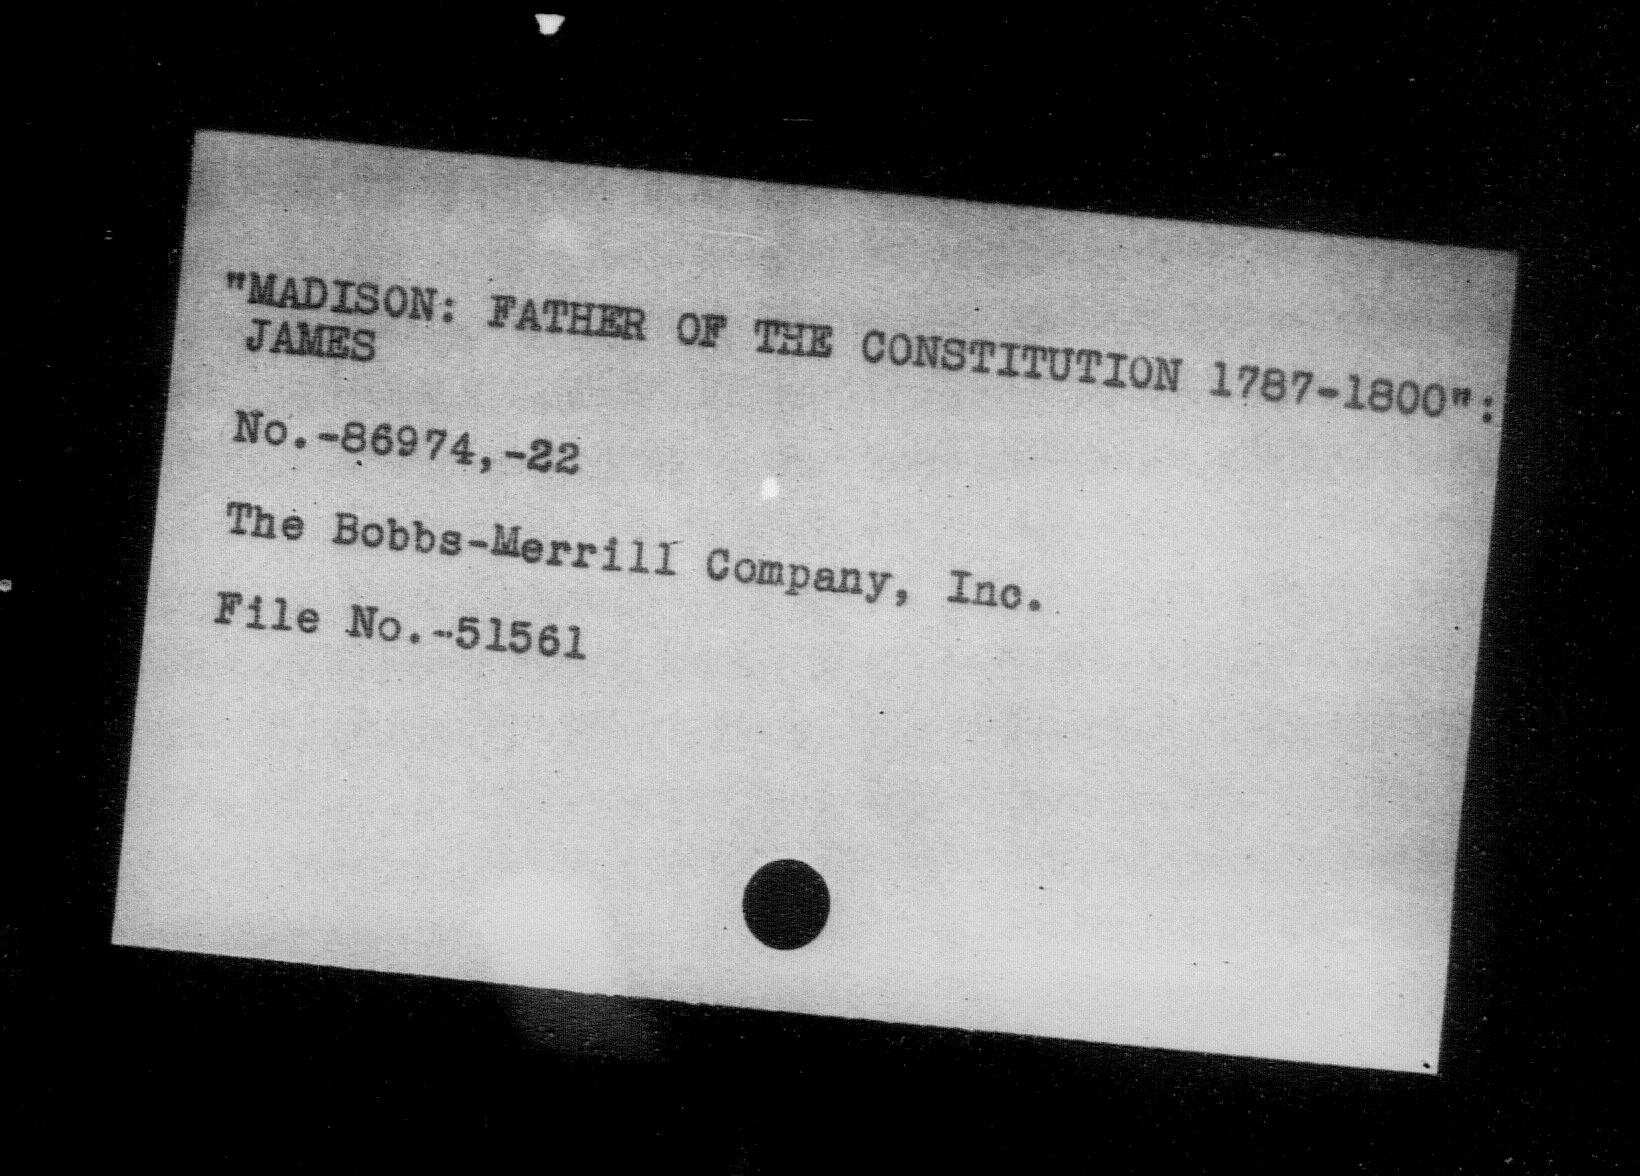 "MADISON: FATHER OF THE CONSTITUTION 1787-1800":
JAMES
No.-86974,-22
The Bobbs-Merrill Company, Inc.
File No.-51561